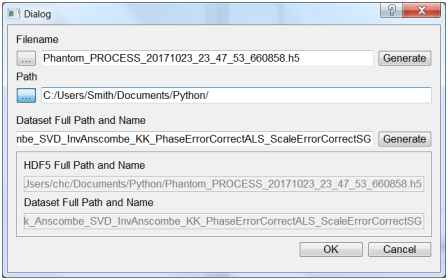 Dialog
Filename
... Phantom_PROCESS_20171023_23_47_53_660858.h5 Generate
Path
... C:/Users/Smith/Documents/Python/
Dataset Full Path and Name
nbe_SVD_InvAnscombe_KK_PhaseErrorCorrectALS_ScaleErrorCorrectSG Generate
HDF5 Full Path and Name
Users/chc/Documents/Python/Phantom_PROCESS_20171023_23_47_53_660858.h5
Dataset Full Path and Name
k_Anscombe_SVD_InvAnscombe_KK_PhaseErrorCorrectALS_ScaleErrorCorrectSG
OK Cancel